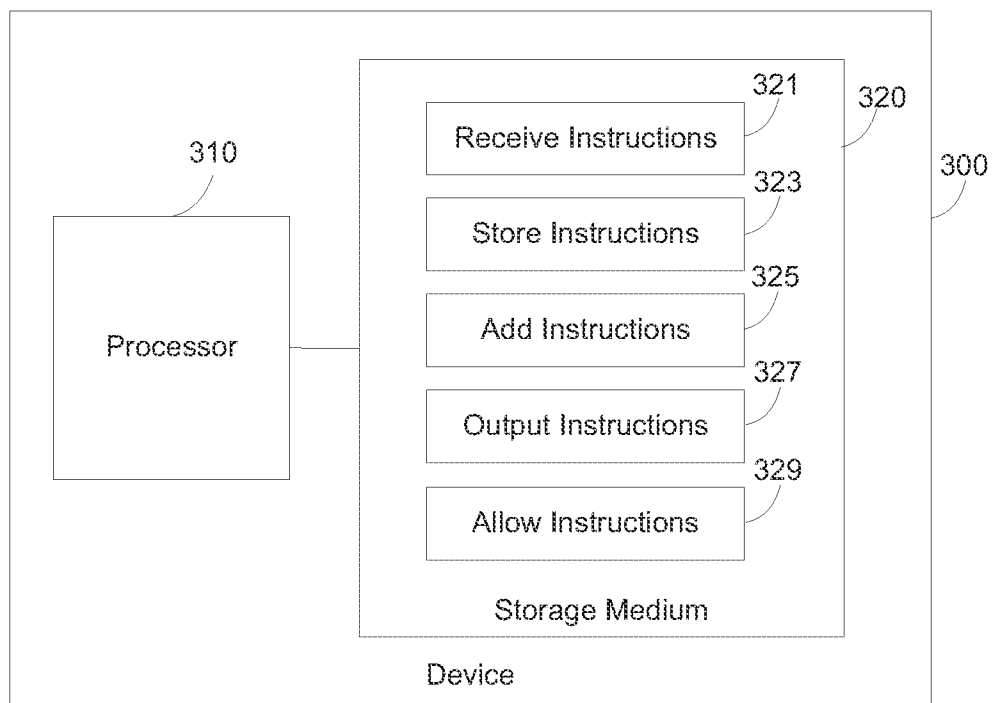 321
Receive Instructions
320
310
300
323
Store Instructions
325
Add Instructions
Processor
327
Output Instructions
329
Allow Instructions
Storage Medium
Device